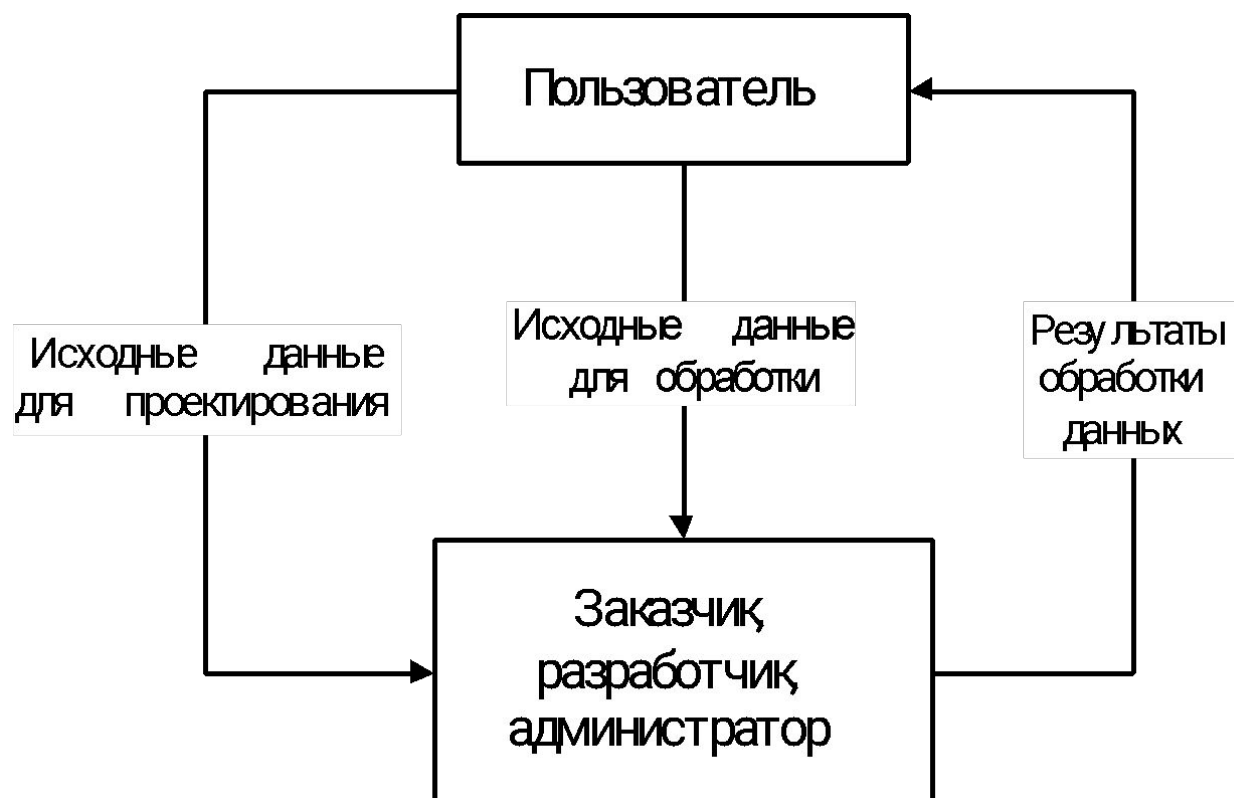 Пользователь
Исходные данные
для проектирования
Исходные данные
для обработки
Результаты
обработки
данных
Заказчик,
разработчик,
администратор